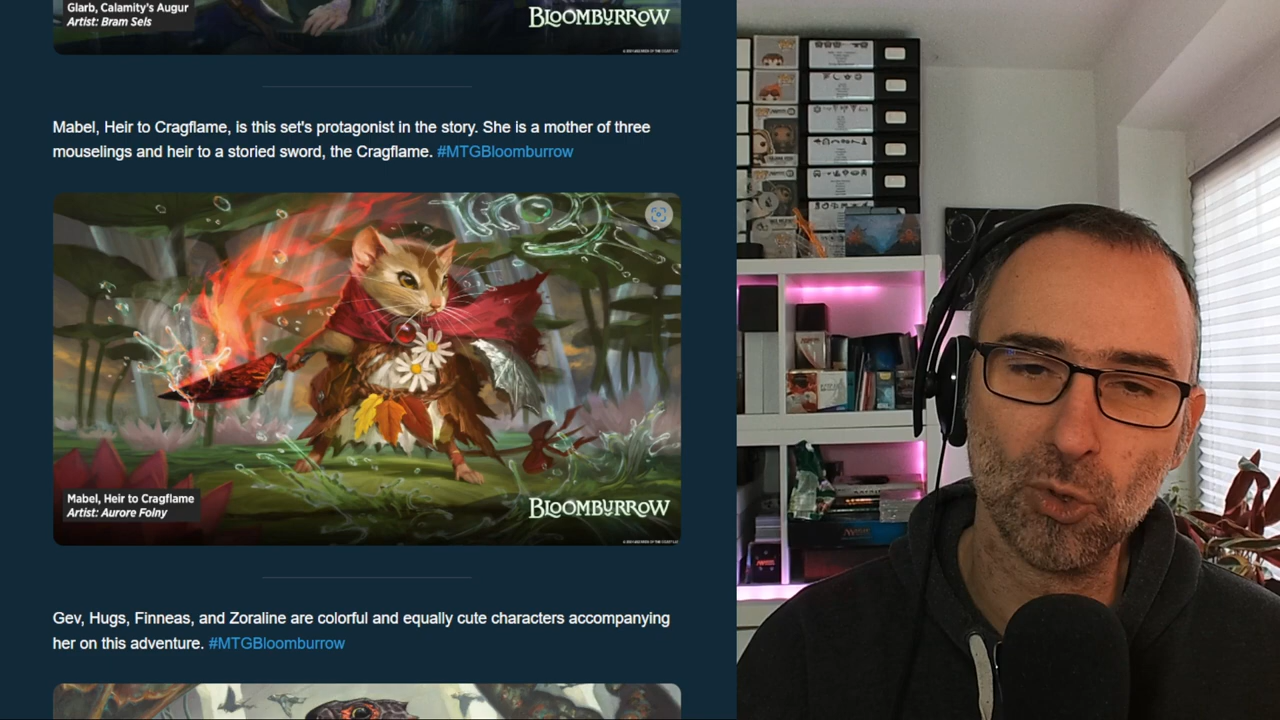 Glarb, Calamity's Augur
Artist: Bram Sels
BLOOMBURROW
Mabel, Heir to Cragflame, is this set's protagonist in the story. She is a mother of three
mouselings and heir to a storied sword, the Cragflame. #MTGBloomburrow
Mabel, Heir to Cragflame
Artist: Aurore Folny
BLOOMBURROW
Gev, Hugs, Finneas, and Zoraline are colorful and equally cute characters accompanying
her on this adventure. #MTGBloomburrow